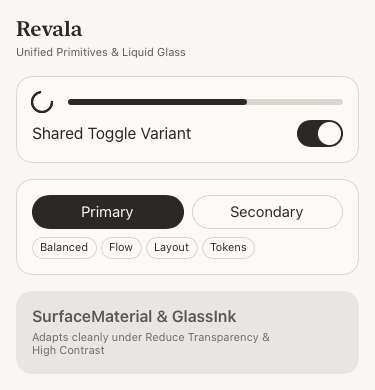 Revala
Unified Primitives & Liquid Glass
Shared Toggle Variant
Primary
Secondary
Balanced
Flow
Layout
Tokens
SurfaceMaterial & GlassInk
Adapts cleanly under Reduce Transparency &
High Contrast